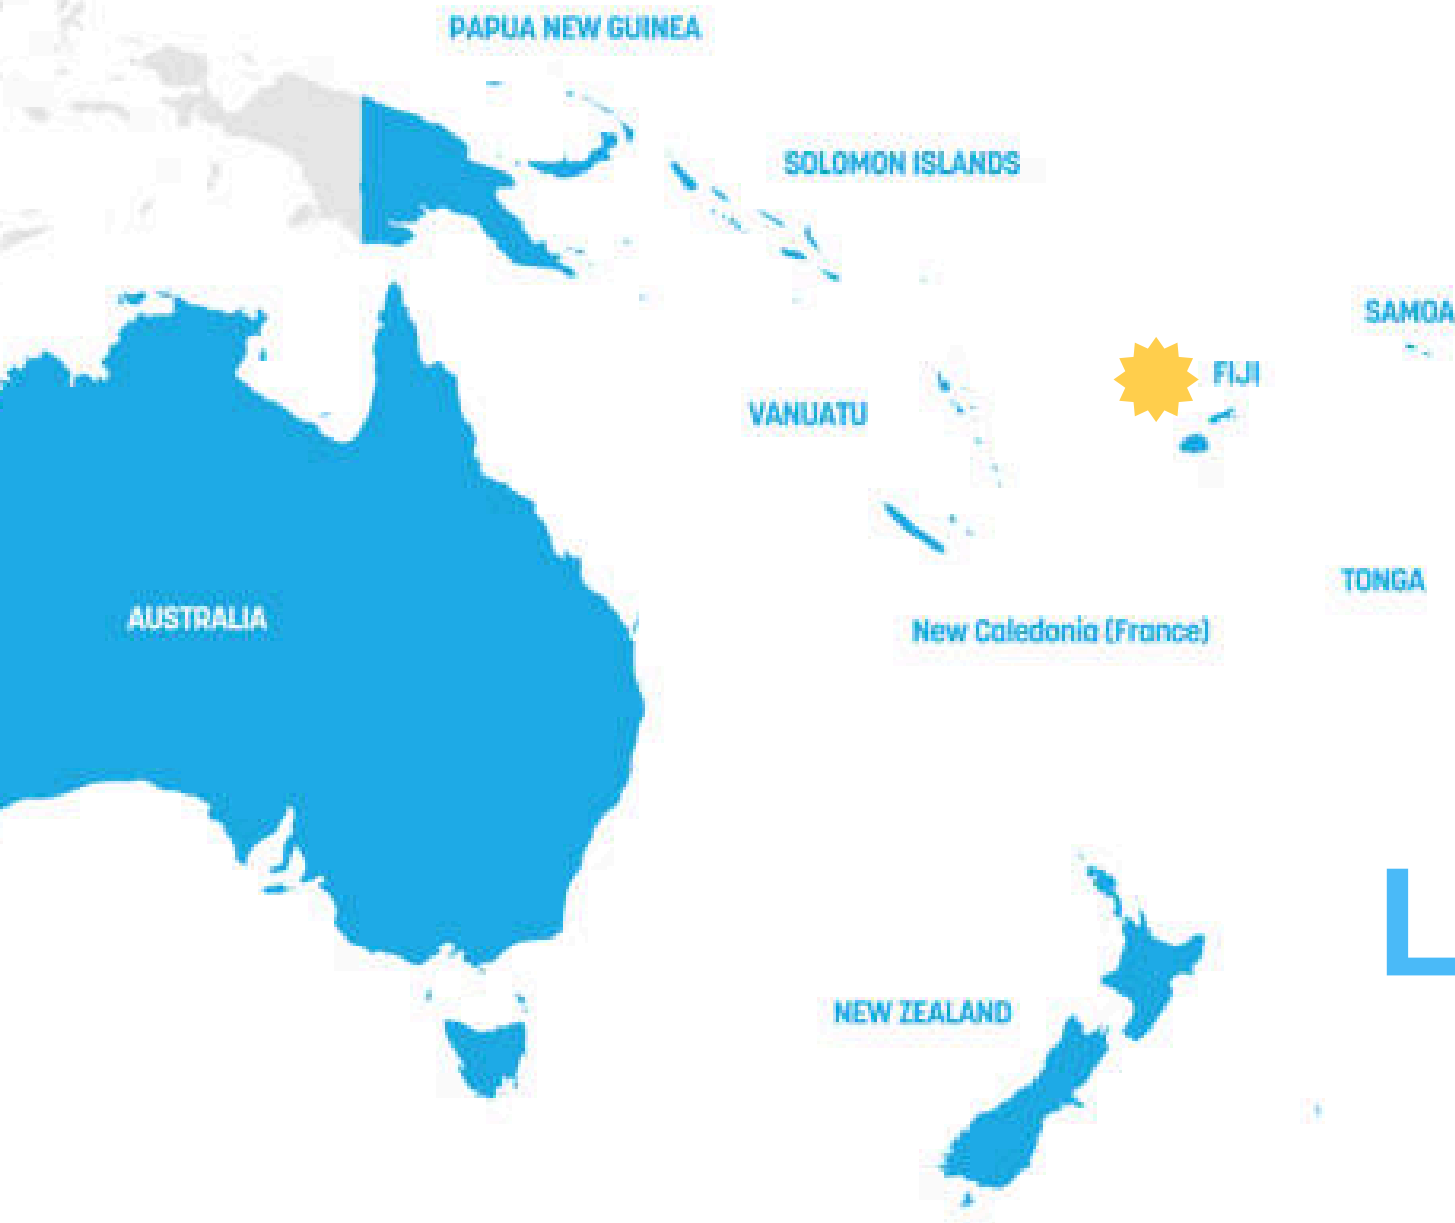 PAPUA NEW GUINEA
SOLOMON ISLANDS
SAMOA
FIJI
VANUATU
TONGA
AUSTRALIA
New Caledonia (France)
L
NEW ZEALAND